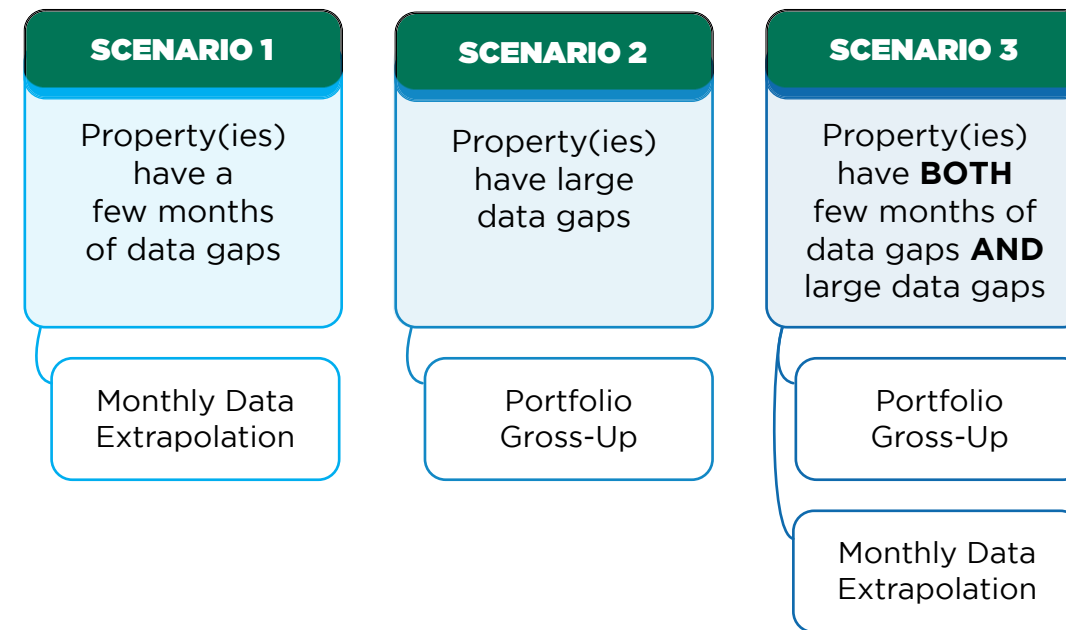 SCENARIO 1
Property(ies)
have a
few months
of data gaps
Monthly Data
Extrapolation
SCENARIO 2
Property(ies)
have large
data gaps
Portfolio
Gross-Up
SCENARIO 3
Property(ies)
have BOTH
few months of
data gaps AND
large data gaps
Portfolio
Gross-Up
Monthly Data
Extrapolation